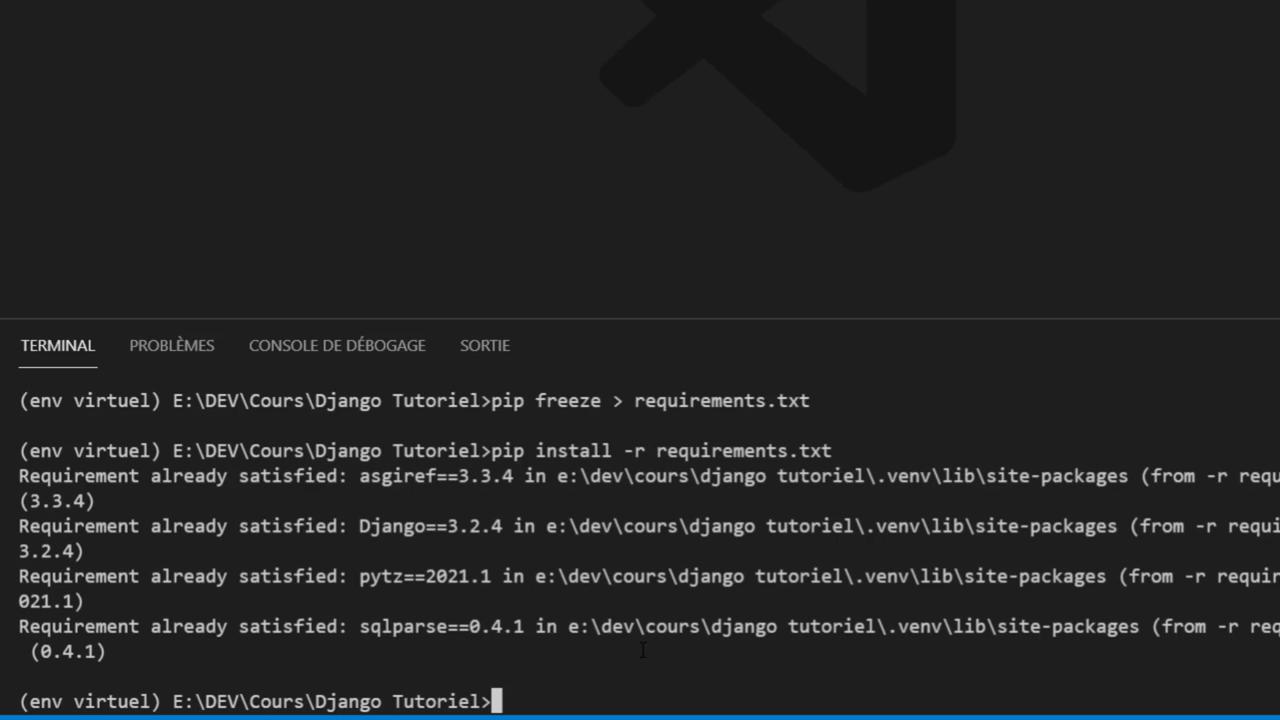 TERMINAL PROBLÈMES CONSOLE DE DÉBOGAGE SORTIE
(env virtuel) E:\DEV\Cours\Django Tutoriel>pip freeze > requirements.txt
(env virtuel) E:\DEV\Cours\Django Tutoriel>pip install -r requirements.txt
Requirement already satisfied: asgiref==3.3.4 in e:\dev\cours\django tutoriel\.venv\lib\site-packages (from -r requ
(3.3.4)
Requirement already satisfied: Django==3.2.4 in e:\dev\cours\django tutoriel\.venv\lib\site-packages (from -r requi
3.2.4)
Requirement already satisfied: pytz==2021.1 in e:\dev\cours\django tutoriel\.venv\lib\site-packages (from -r requir
021.1)
Requirement already satisfied: sqlparse==0.4.1 in e:\dev\cours\django tutoriel\.venv\lib\site-packages (from -r req
(0.4.1)
(env virtuel) E:\DEV\Cours\Django Tutoriel>